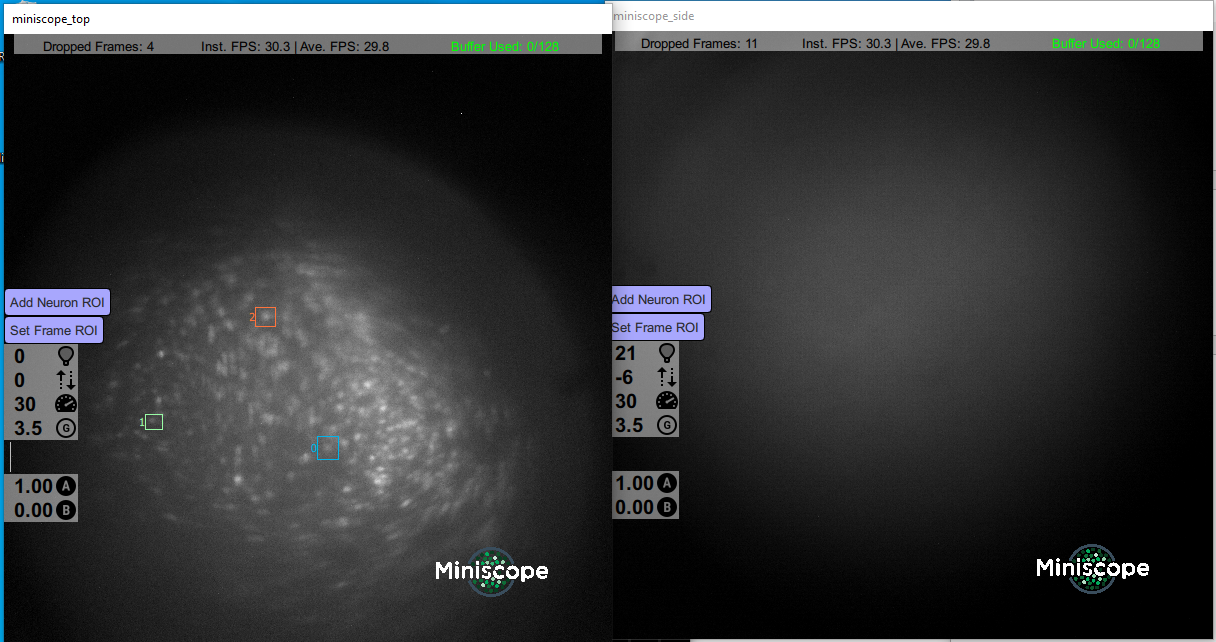 miniscope_top
Dropped Frames: 4 Inst. FPS: 30.3 | Ave. FPS: 29.8 Buffer Used: 0/128
2
Add Neuron ROI
Set Frame ROI
0
0
30
3.5 G
1
0
1.00 A
0.00 B
Miniscope
miniscope_side
Dropped Frames: 11 Inst. FPS: 30.3 | Ave. FPS: 29.8 Buffer Used: 0/128
Add Neuron ROI
Set Frame ROI
21
-6
30
3.5 G
1.00 A
0.00 B
Miniscope